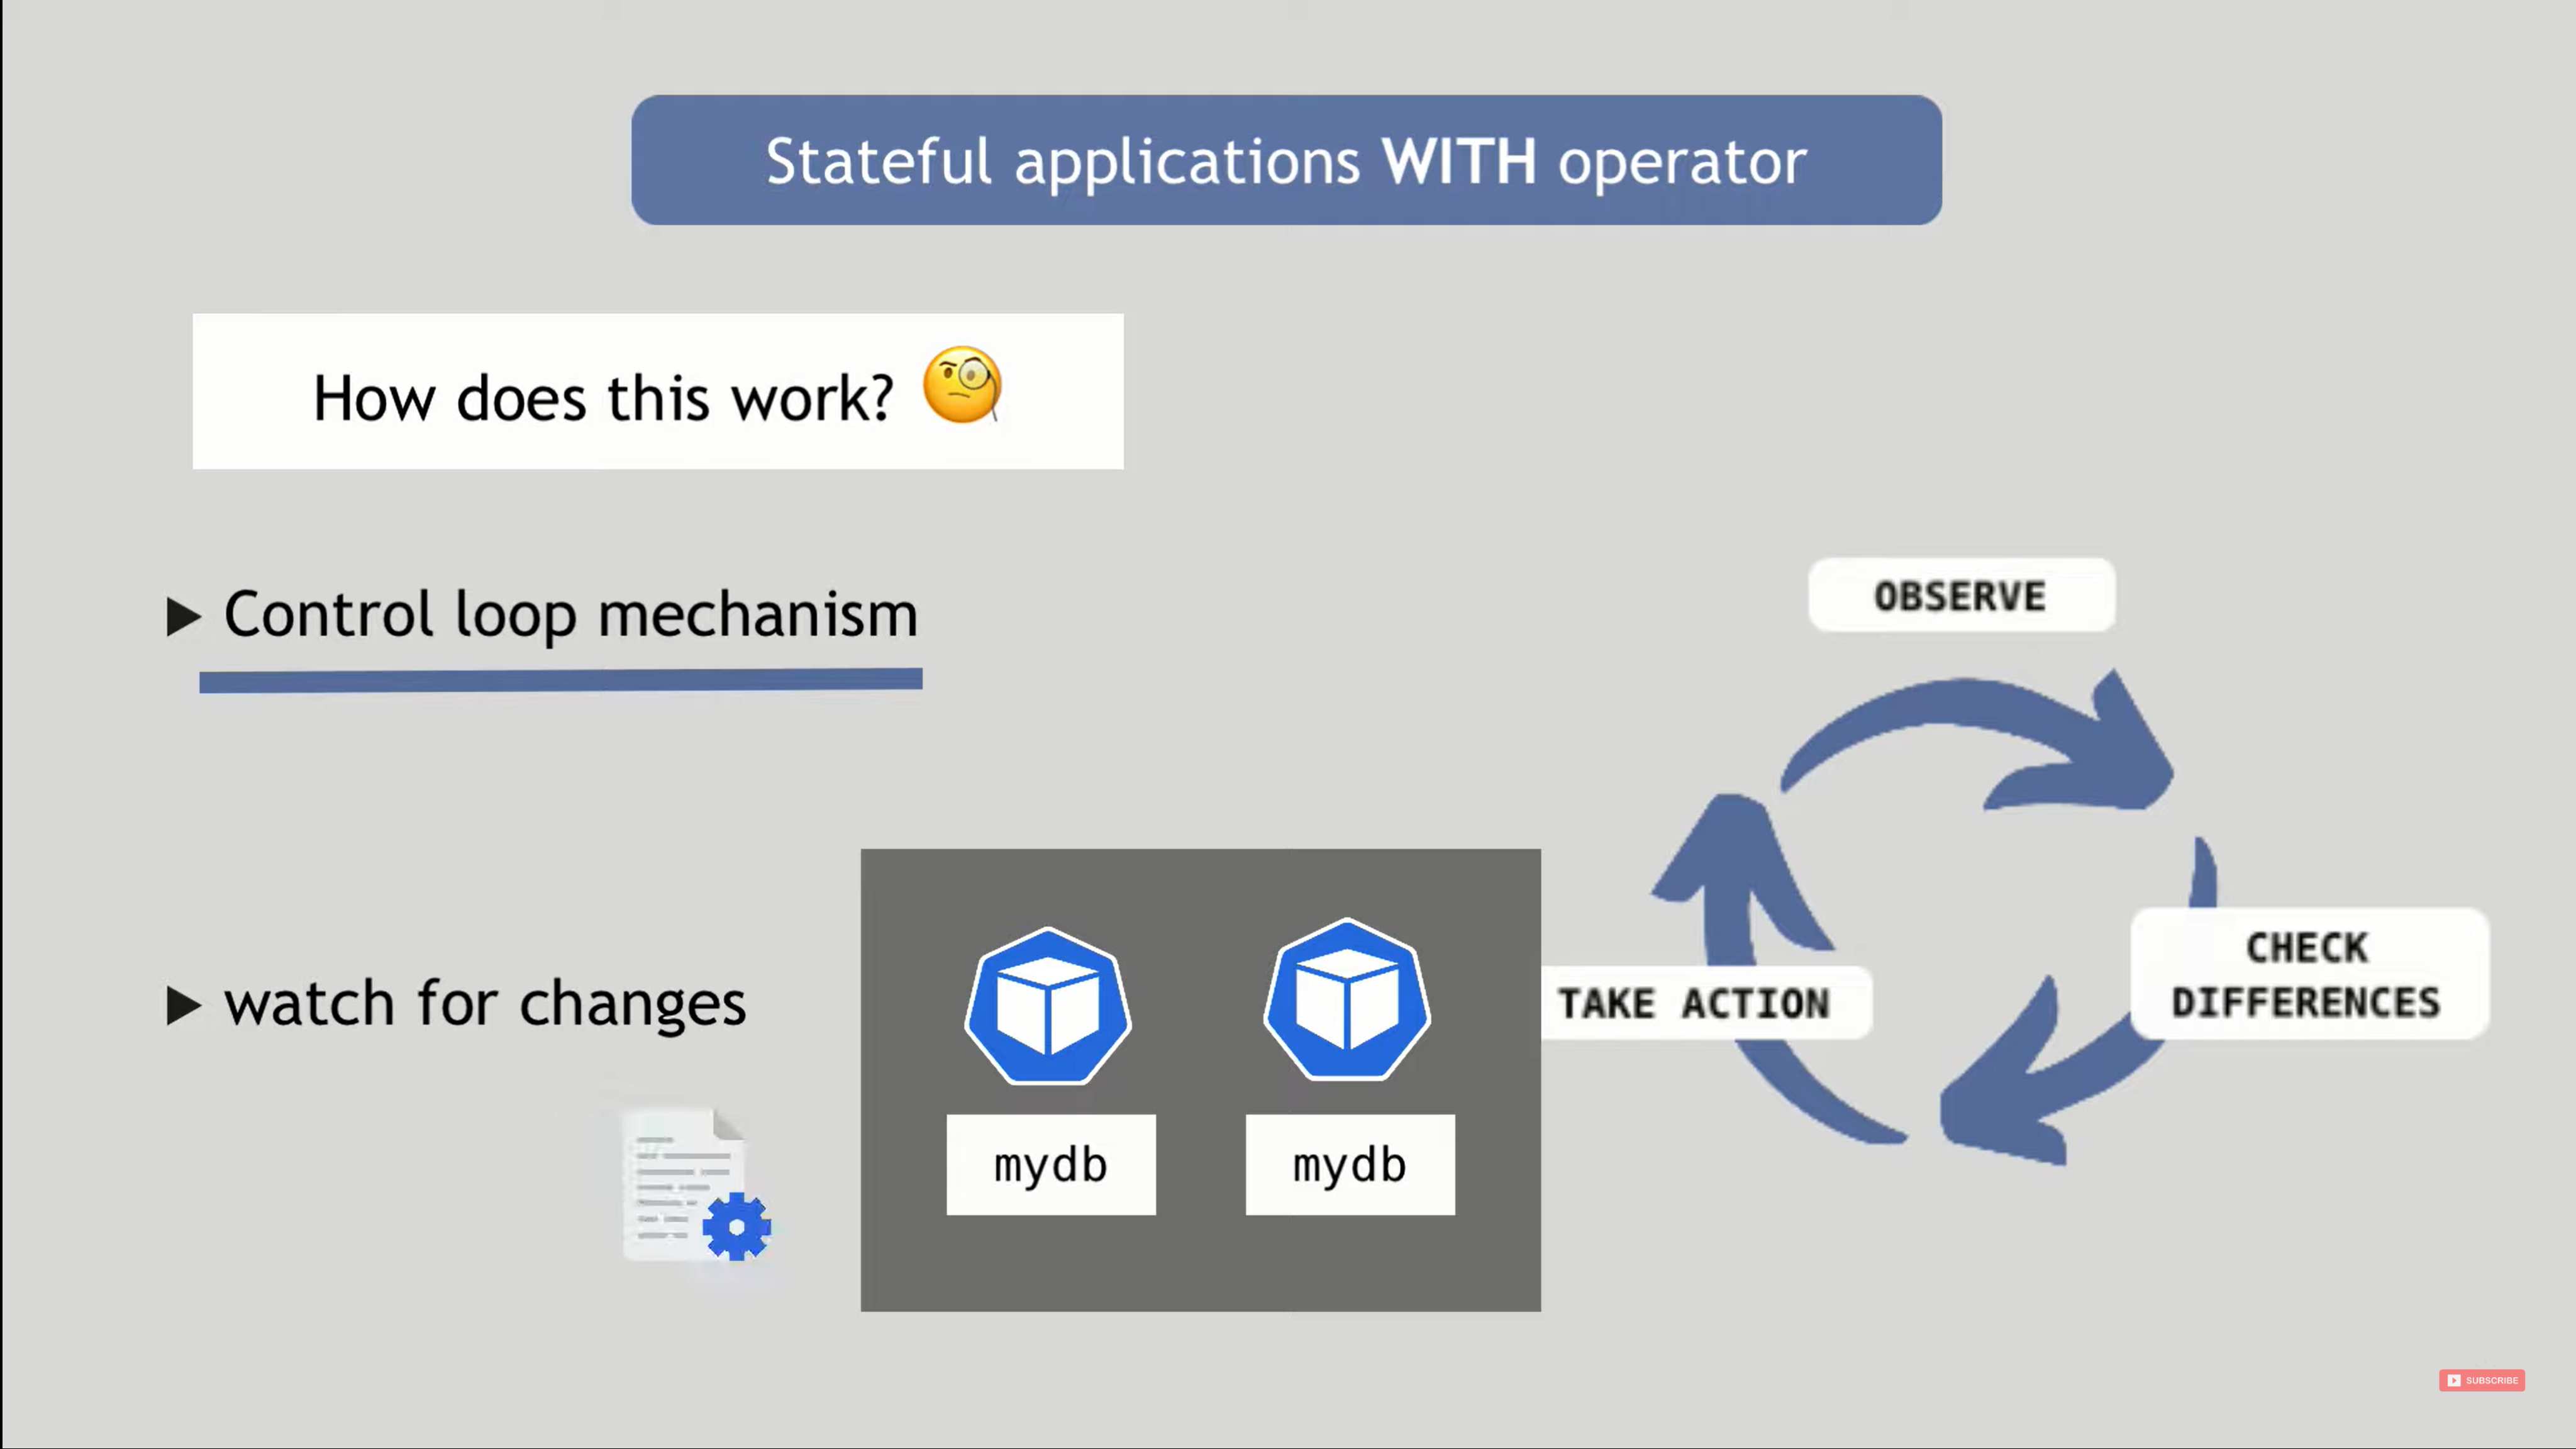 Stateful applications WITH operator
How does this work?
Control loop mechanism
OBSERVE
CHECK
DIFFERENCES
TAKE ACTION
watch for changes
mydb
mydb
SUBSCRIBE